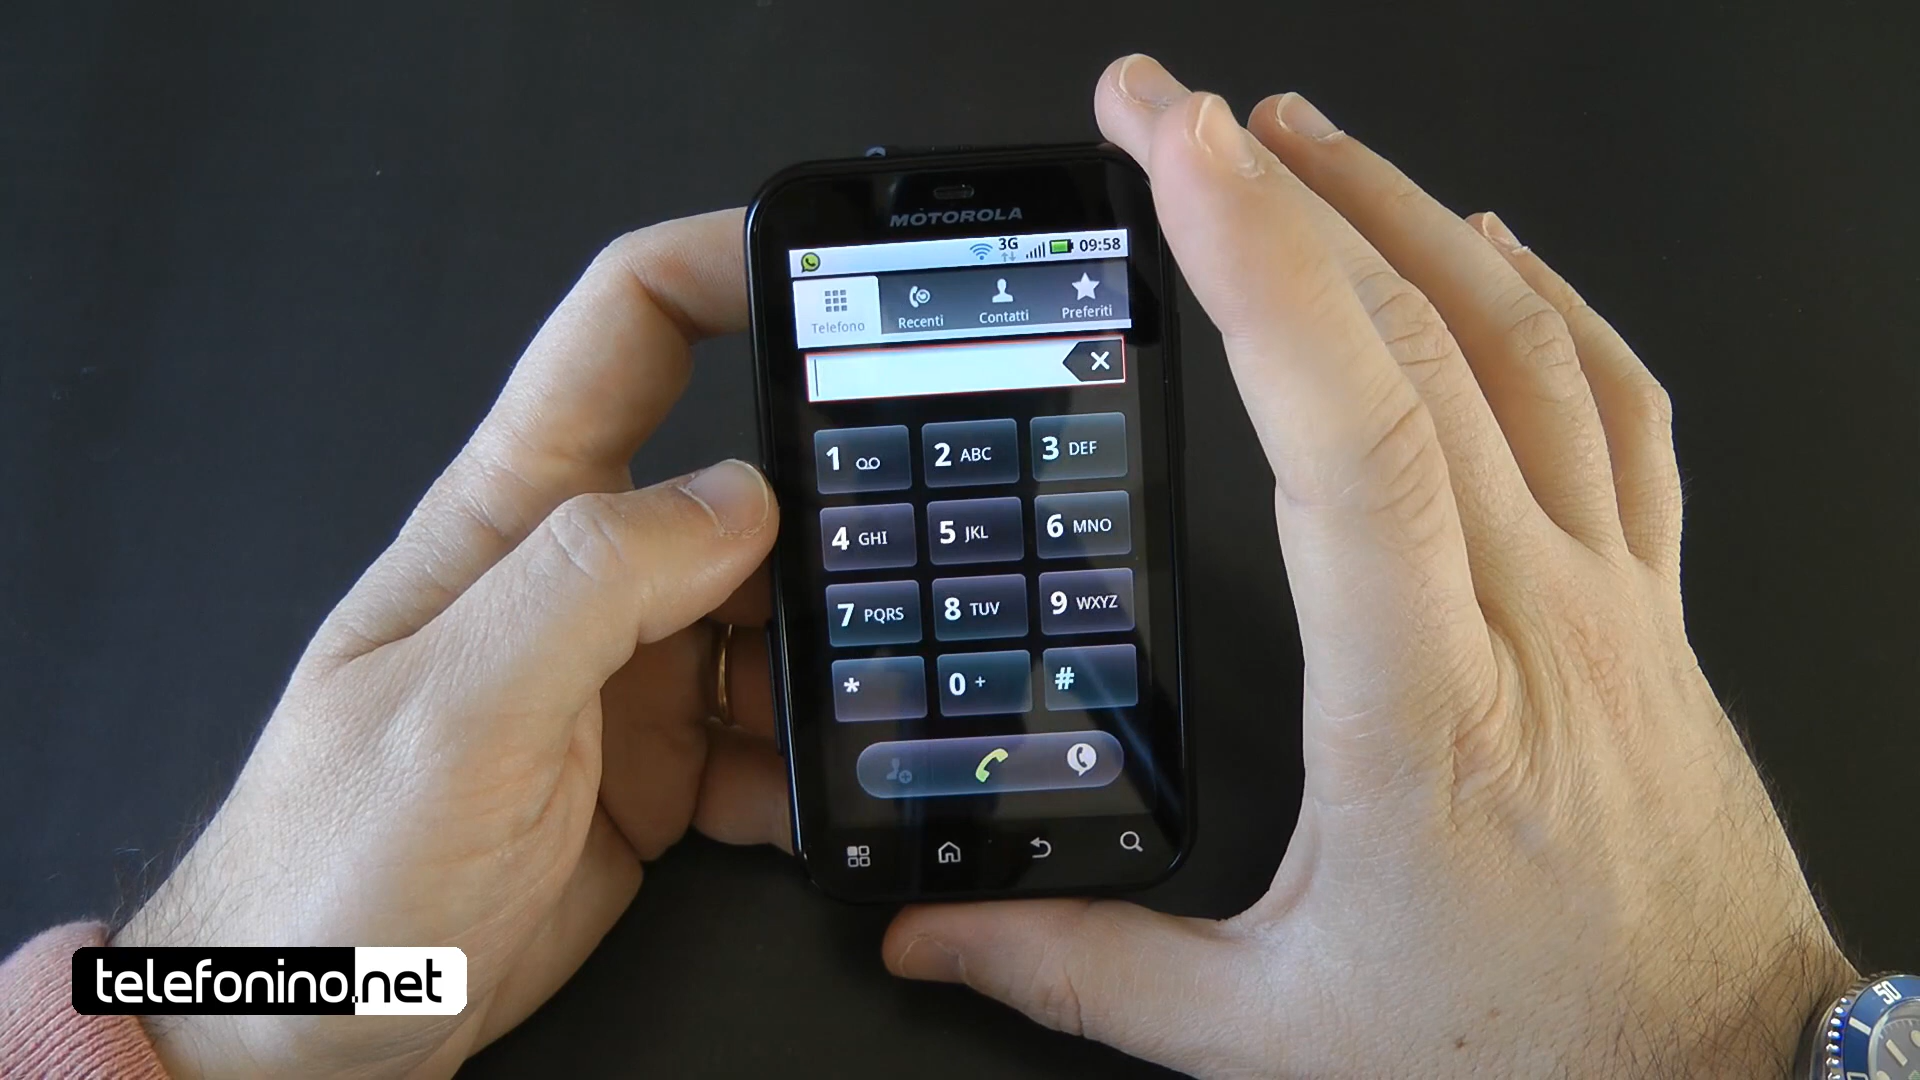 MOTOROLA
3G 09:58
Telefono Recenti Contatti Preferiti
1 2 ABC 3 DEF
4 GHI 5 JKL 6 MNO
7 PQRS 8 TUV 9 WXYZ
* 0 + #
telefonino.net
50